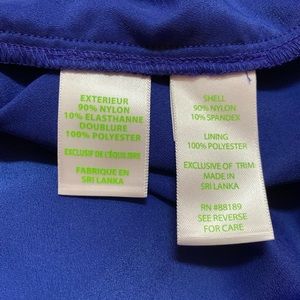 EXTERIEUR
90% NYLON
10% ELASTHANNE
DOUBLURE
100% POLYESTER
EXCLUSIF DE L'ÉQUILIBRE
FABRIQUE EN
SRI LANKA
SHELL
90% NYLON
10% SPANDEX
LINING
100% POLYESTER
EXCLUSIVE OF TRIM
MADE IN
SRI LANKA
RN #88189
SEE REVERSE
FOR CARE